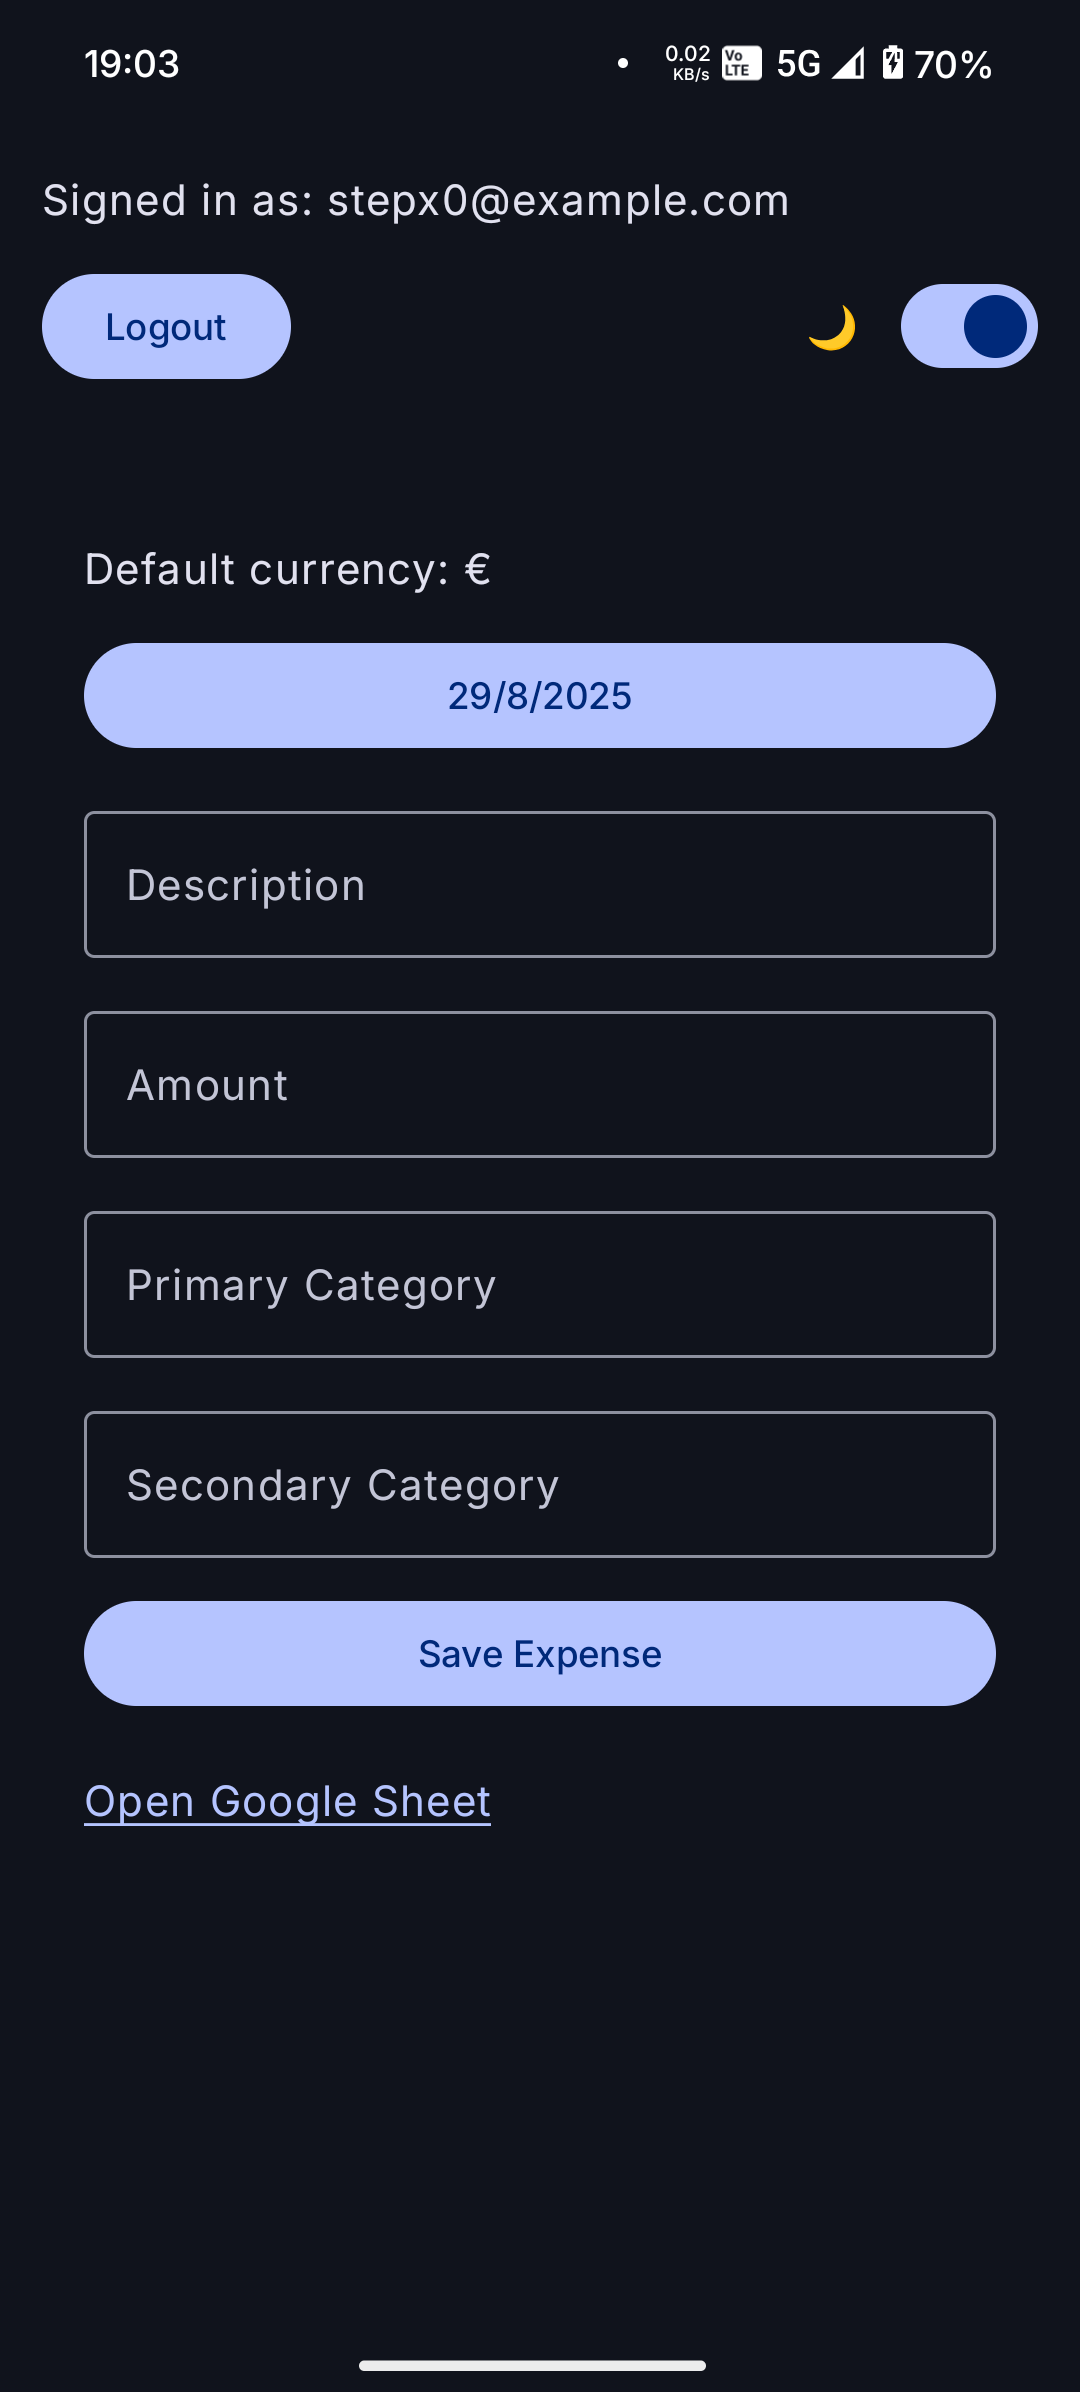 19:03
0.02
KB/s
Vo
LTE
5G
70%
Signed in as: stepx0@example.com
Logout
Default currency: €
29/8/2025
Description
Amount
Primary Category
Secondary Category
Save Expense
Open Google Sheet